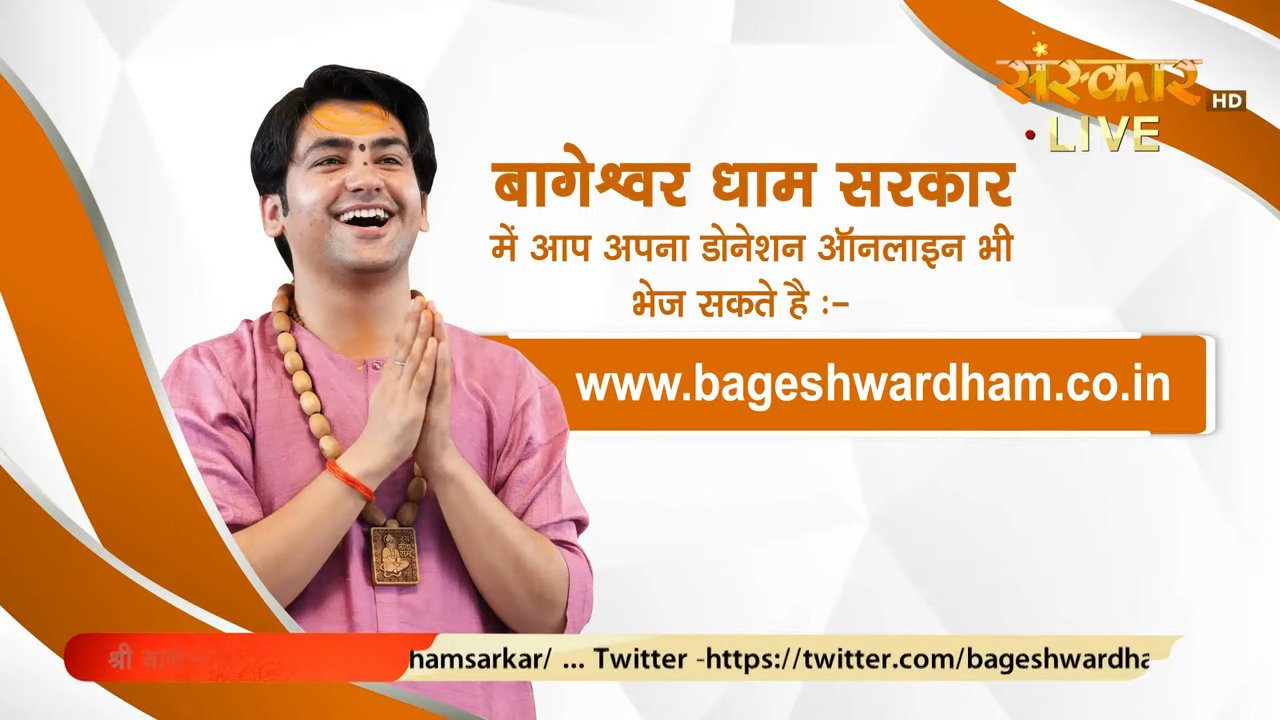 संस्कार
HD
LIVE
बागेश्वर धाम सरकार
में आप अपना डोनेशन ऑनलाइन भी
भेज सकते है :-
www.bageshwardham.co.in
श्री hamsarkar/ ... Twitter -https://twitter.com/bageshwardha